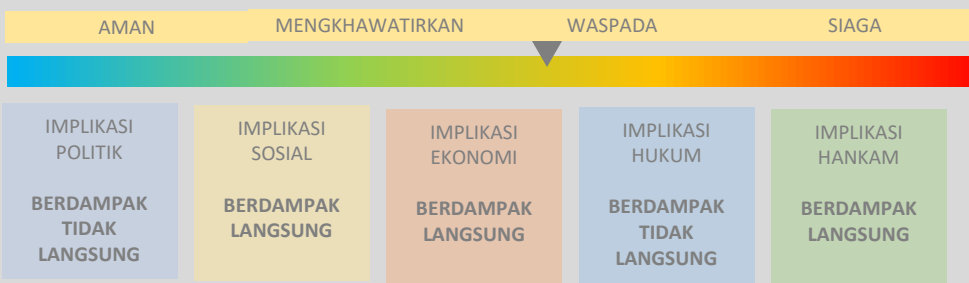 AMAN MENGKHAWATIRKAN WASPADA SIAGA
IMPLIKASI
POLITIK
BERDAMPAK
TIDAK
LANGSUNG
IMPLIKASI
SOSIAL
BERDAMPAK
LANGSUNG
IMPLIKASI
EKONOMI
BERDAMPAK
LANGSUNG
IMPLIKASI
HUKUM
BERDAMPAK
TIDAK
LANGSUNG
IMPLIKASI
HANKAM
BERDAMPAK
LANGSUNG